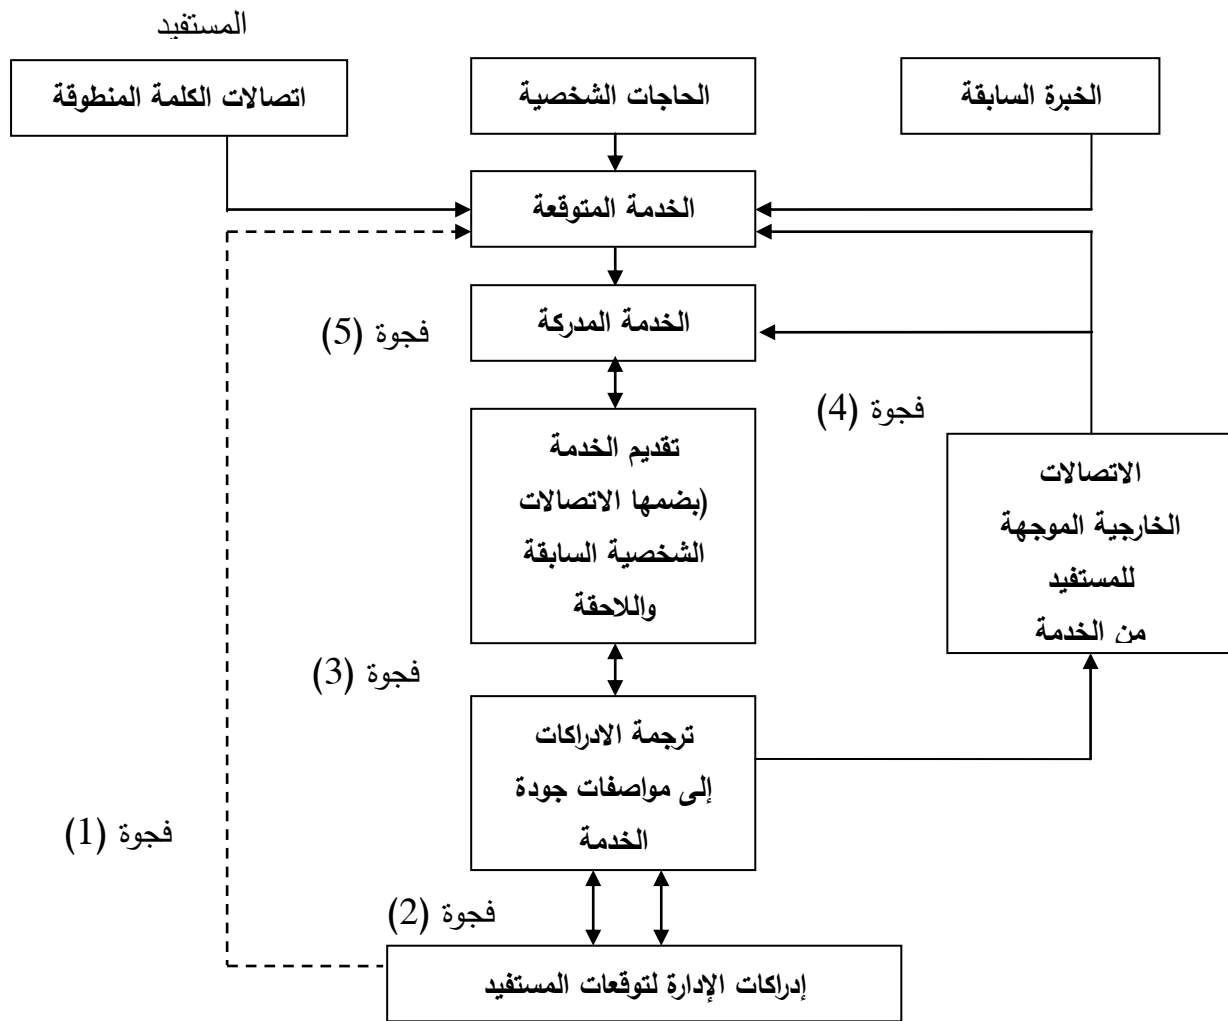 المستفيد
الخبرة السابقة
الحاجات الشخصية
اتصالات الكلمة المنطوقة
الخدمة المتوقعة
الخدمة المدركة
فجوة (5)
فجوة (4)
تقديم الخدمة
(بضمها الاتصالات
الشخصية السابقة
واللاحقة
الاتصالات
الخارجية الموجهة
للمستفيد
من الخدمة
فجوة (3)
ترجمة الادراكات
إلى مواصفات جودة
الخدمة
فجوة (1)
فجوة (2)
إدراكات الإدارة لتوقعات المستفيد